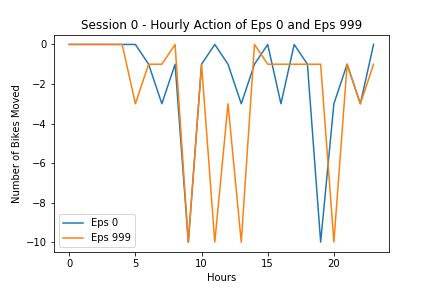 Session 0 - Hourly Action of Eps 0 and Eps 999
Number of Bikes Moved
0
−2
−4
−6
−8
−10
Eps 0
Eps 999
0 5 10 15 20
Hours